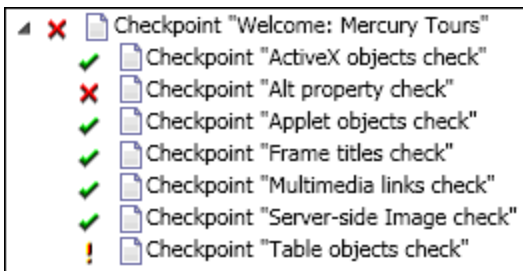 Checkpoint "Welcome: Mercury Tours"
Checkpoint "ActiveX objects check"
Checkpoint "Alt property check"
Checkpoint "Applet objects check"
Checkpoint "Frame titles check"
Checkpoint "Multimedia links check"
Checkpoint "Server-side Image check"
Checkpoint "Table objects check"